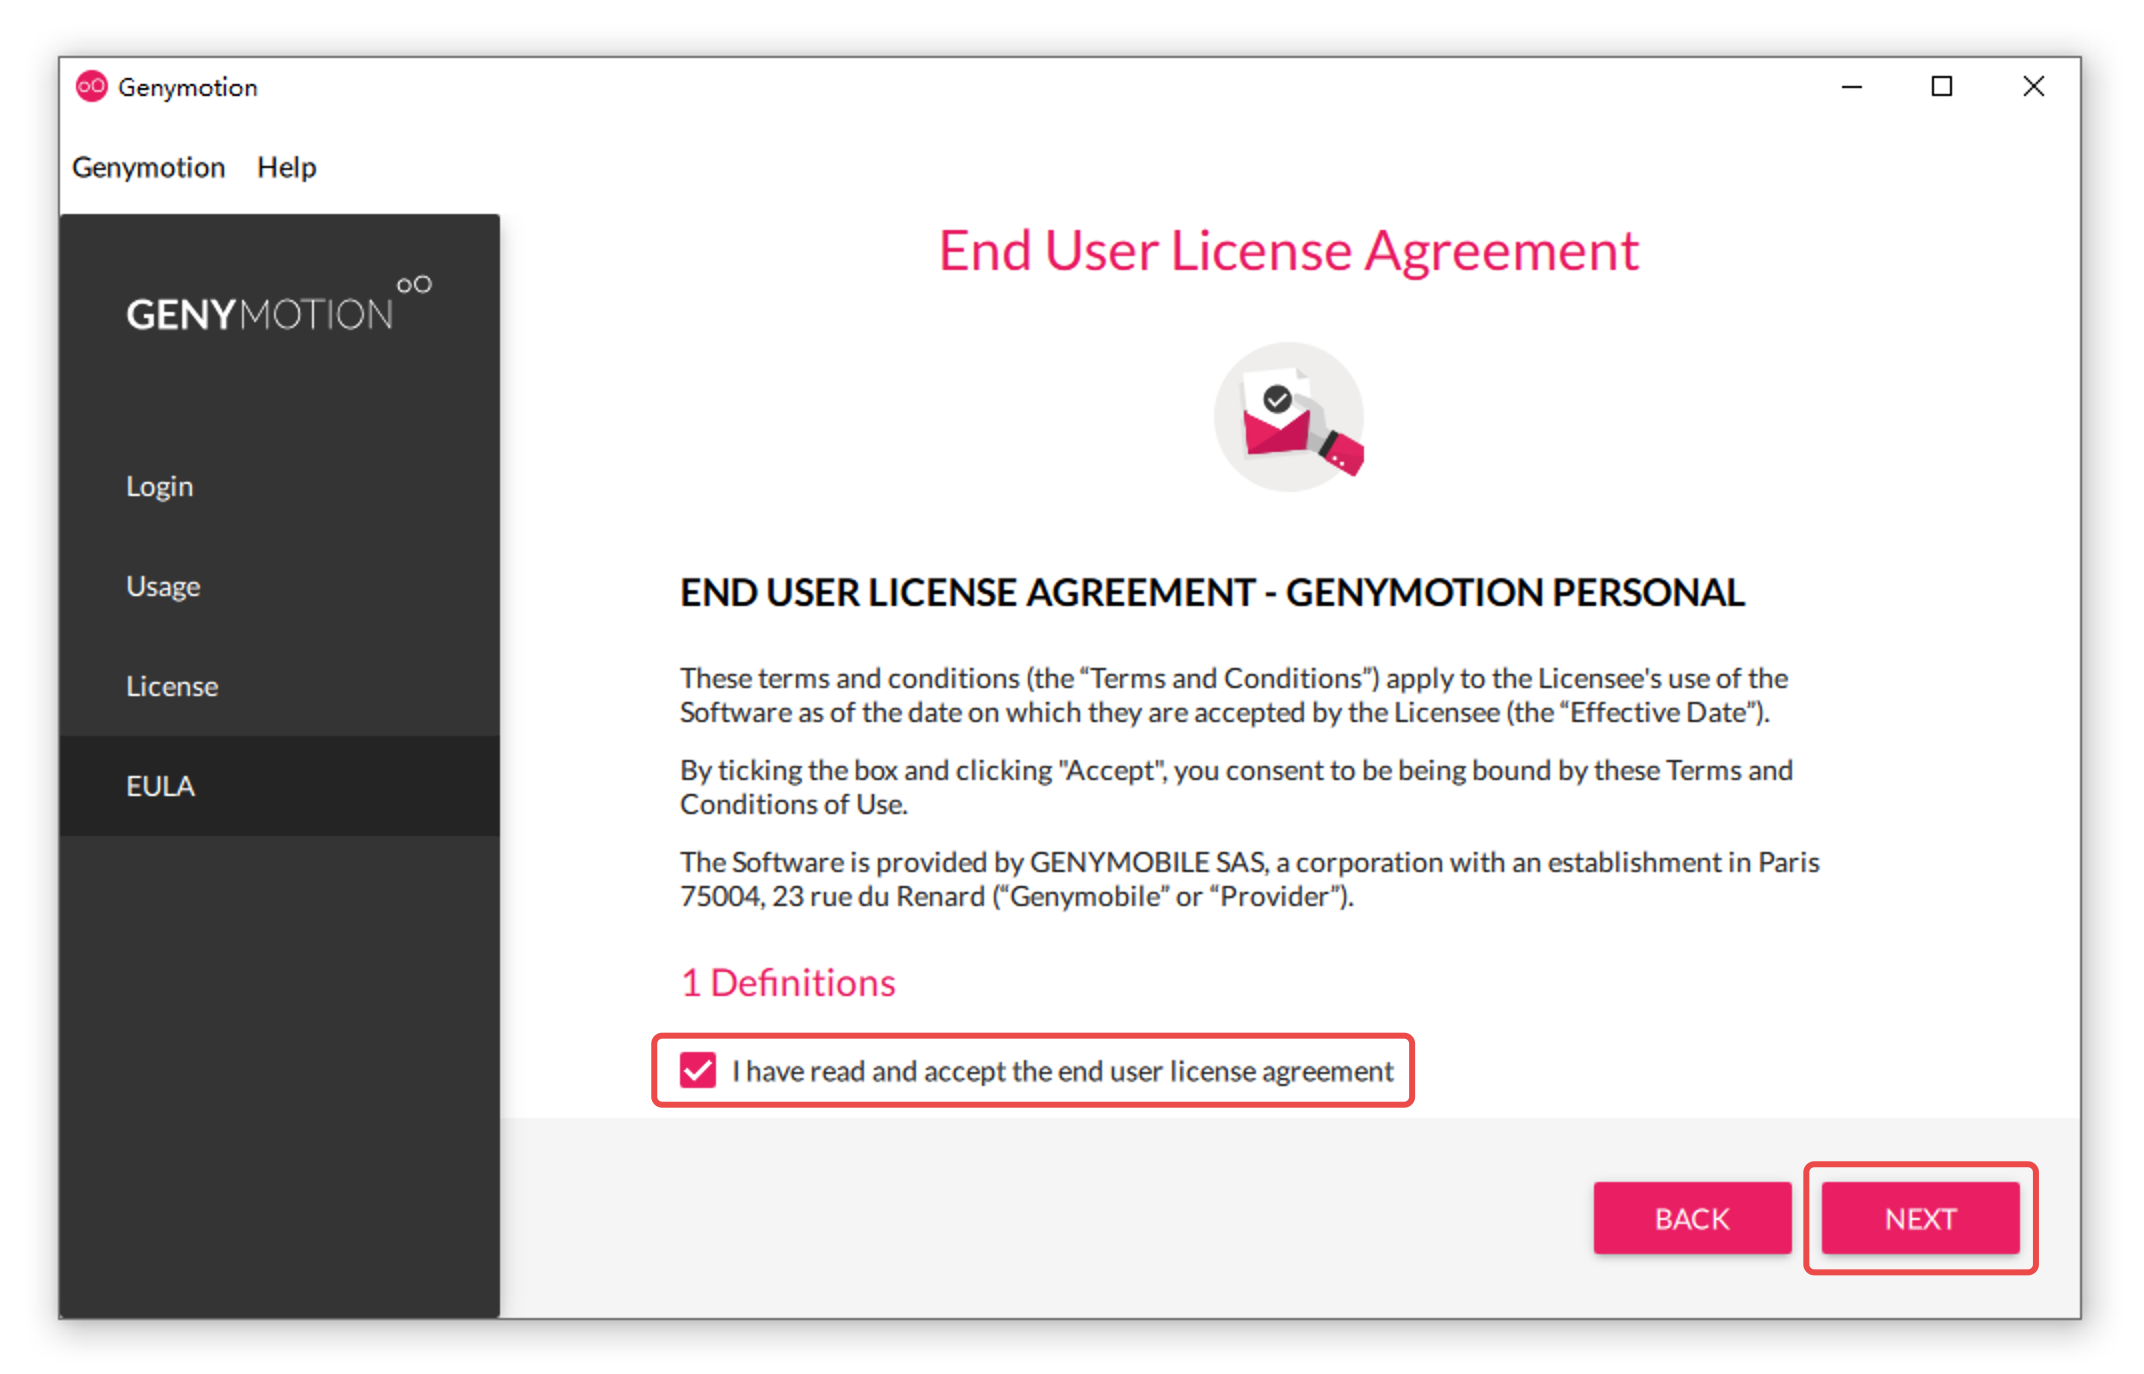 Genymotion
Genymotion Help
GENYMOTION
Login
Usage
License
EULA
End User License Agreement
END USER LICENSE AGREEMENT - GENYMOTION PERSONAL
These terms and conditions (the “Terms and Conditions”) apply to the Licensee's use of the
Software as of the date on which they are accepted by the Licensee (the “Effective Date”).
By ticking the box and clicking "Accept", you consent to be being bound by these Terms and
Conditions of Use.
The Software is provided by GENYMOBILE SAS, a corporation with an establishment in Paris
75004, 23 rue du Renard (“Genymobile” or “Provider”).
1 Definitions
I have read and accept the end user license agreement
BACK NEXT